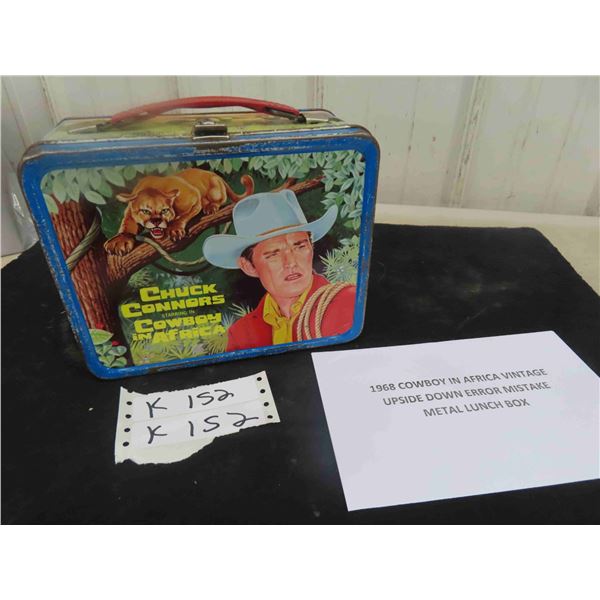 CHUCK
CONNORS
STARRING IN
COWBOY
IN AFRICA
K 152
K 152
1968 COWBOY IN AFRICA VINTAGE
UPSIDE DOWN ERROR MISTAKE
METAL LUNCH BOX